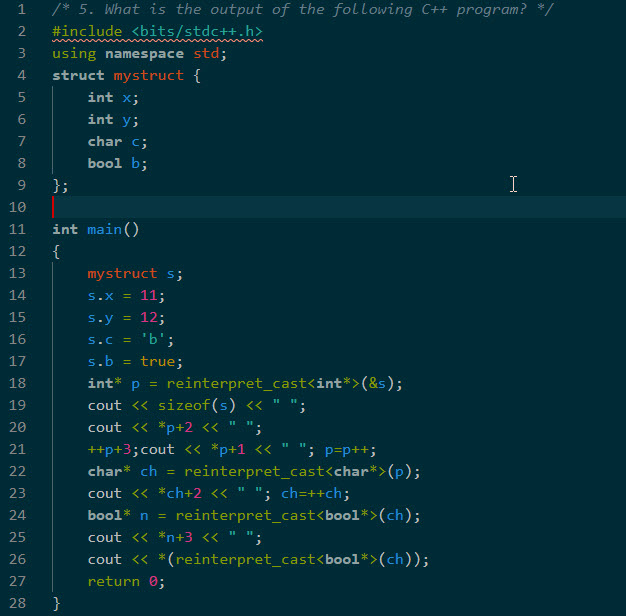 1 /* 5. What is the output of the following C++ program? */
2 #include <bits/stdc++.h>
3 using namespace std;
4 struct mystruct {
5     int x;
6     int y;
7     char c;
8     bool b;
9 };
10
11 int main()
12 {
13     mystruct s;
14     s.x = 11;
15     s.y = 12;
16     s.c = 'b';
17     s.b = true;
18     int* p = reinterpret_cast<int*>(&s);
19     cout << sizeof(s) << " ";
20     cout << *p+2 << " ";
21     ++p+3;cout << *p+1 << " "; p=p++;
22     char* ch = reinterpret_cast<char*>(p);
23     cout << *ch+2 << " "; ch=++ch;
24     bool* n = reinterpret_cast<bool*>(ch);
25     cout << *n+3 << " ";
26     cout << *(reinterpret_cast<bool*>(ch));
27     return 0;
28 }